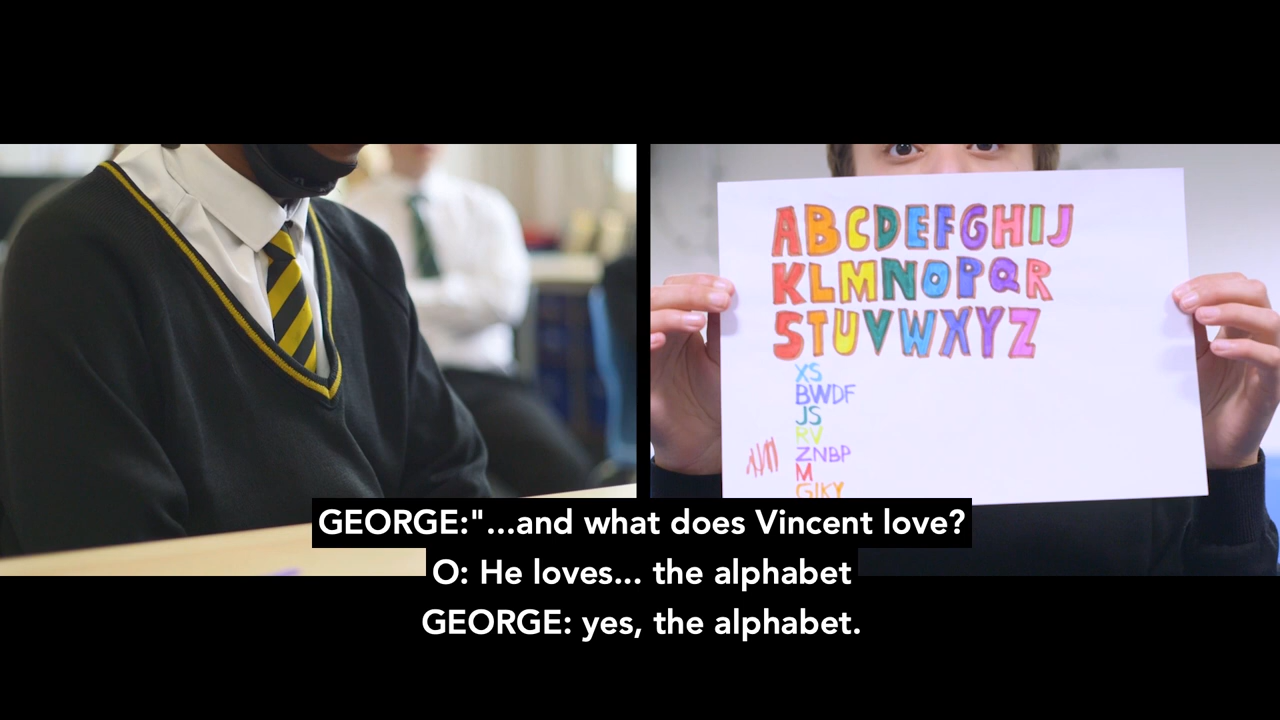 ABCDEFGHIJ
KLMNOPQR
STUVWXYZ
XS
BWDF
JS
RV
ZNBP
M
GIKY
GEORGE:"...and what does Vincent love?
O: He loves... the alphabet
GEORGE: yes, the alphabet.